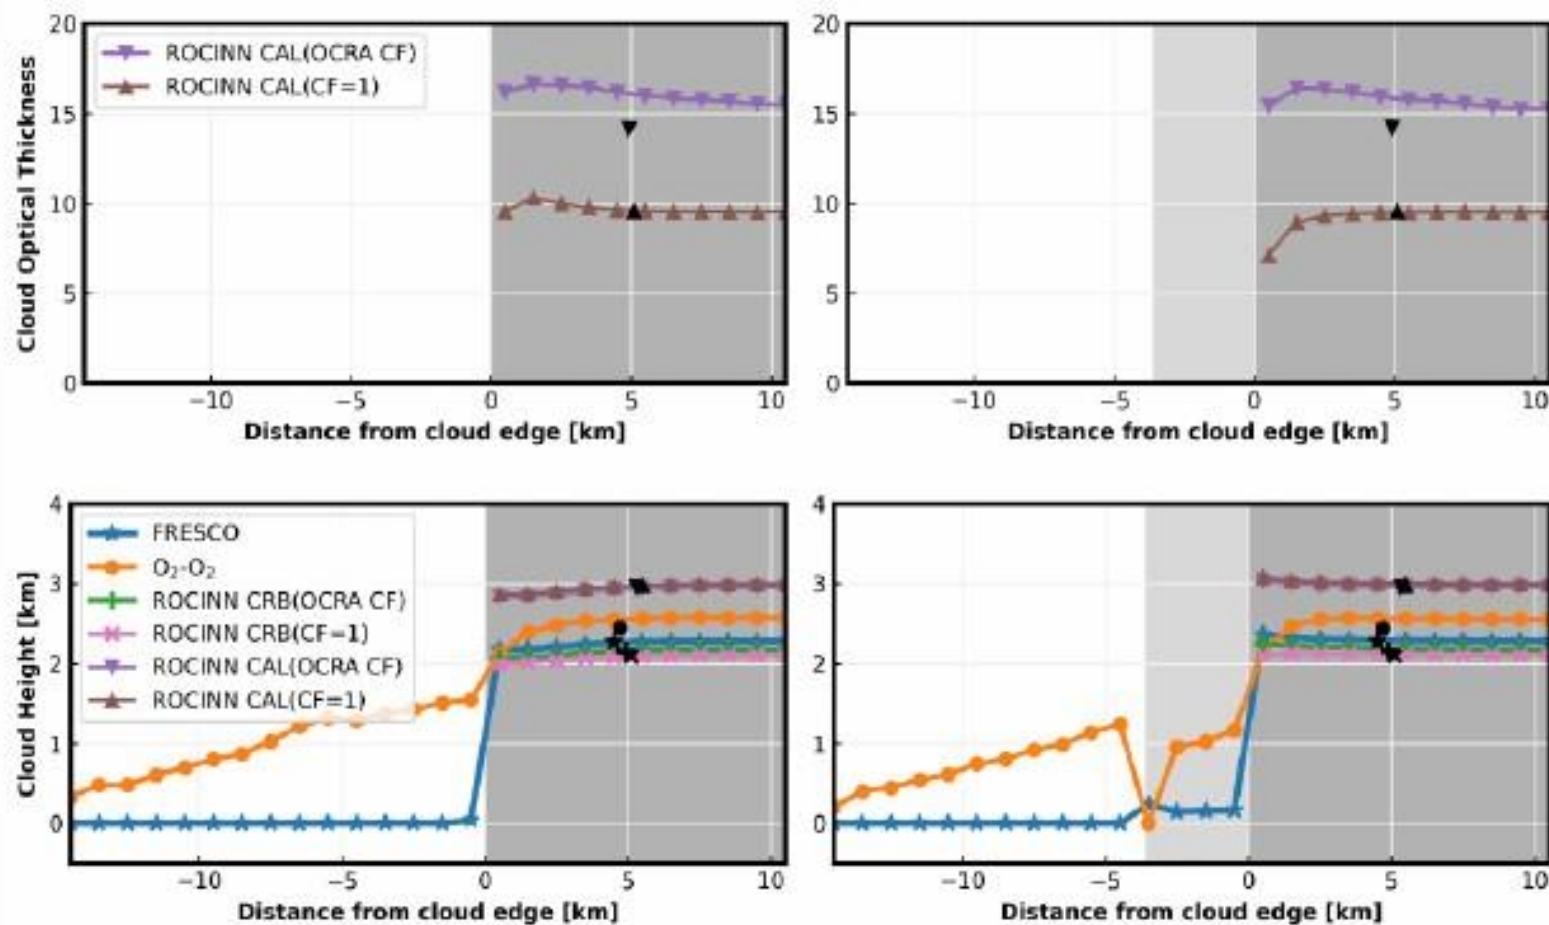 20
15
10
5
0
Cloud Optical Thickness
ROCINN CAL(OCRA CF)
ROCINN CAL(CF=1)
−10 −5 0 5 10
Distance from cloud edge [km]
20
15
10
5
0
−10 −5 0 5 10
Distance from cloud edge [km]
4
3
2
1
0
Cloud Height [km]
FRESCO
O₂-O₂
ROCINN CRB(OCRA CF)
ROCINN CRB(CF=1)
ROCINN CAL(OCRA CF)
ROCINN CAL(CF=1)
−10 −5 0 5 10
Distance from cloud edge [km]
4
3
2
1
0
−10 −5 0 5 10
Distance from cloud edge [km]